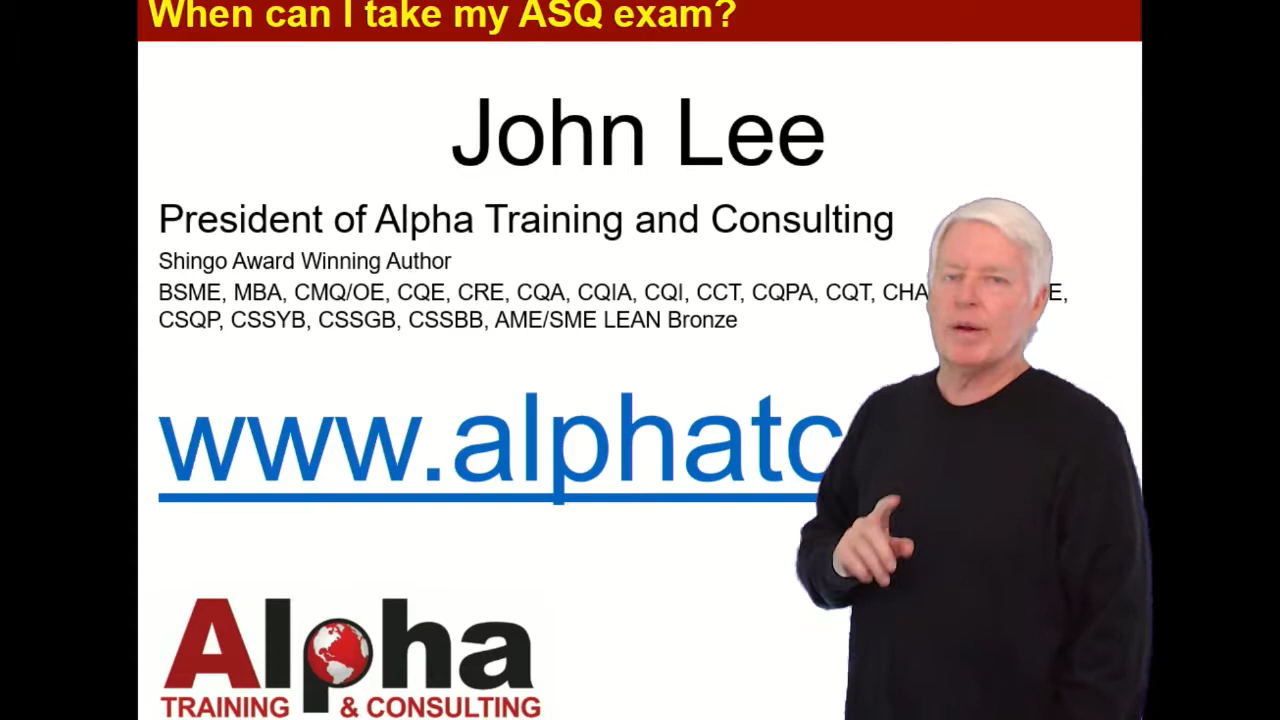 When can I take my ASQ exam?
John Lee
President of Alpha Training and Consulting
Shingo Award Winning Author
BSME, MBA, CMQ/OE, CQE, CRE, CQA, CQIA, CQI, CCT, CQPA, CQT,
CSQP, CSSYB, CSSGB, CSSBB, AME/SME LEAN Bronze
Alpha
TRAINING & CONSULTING